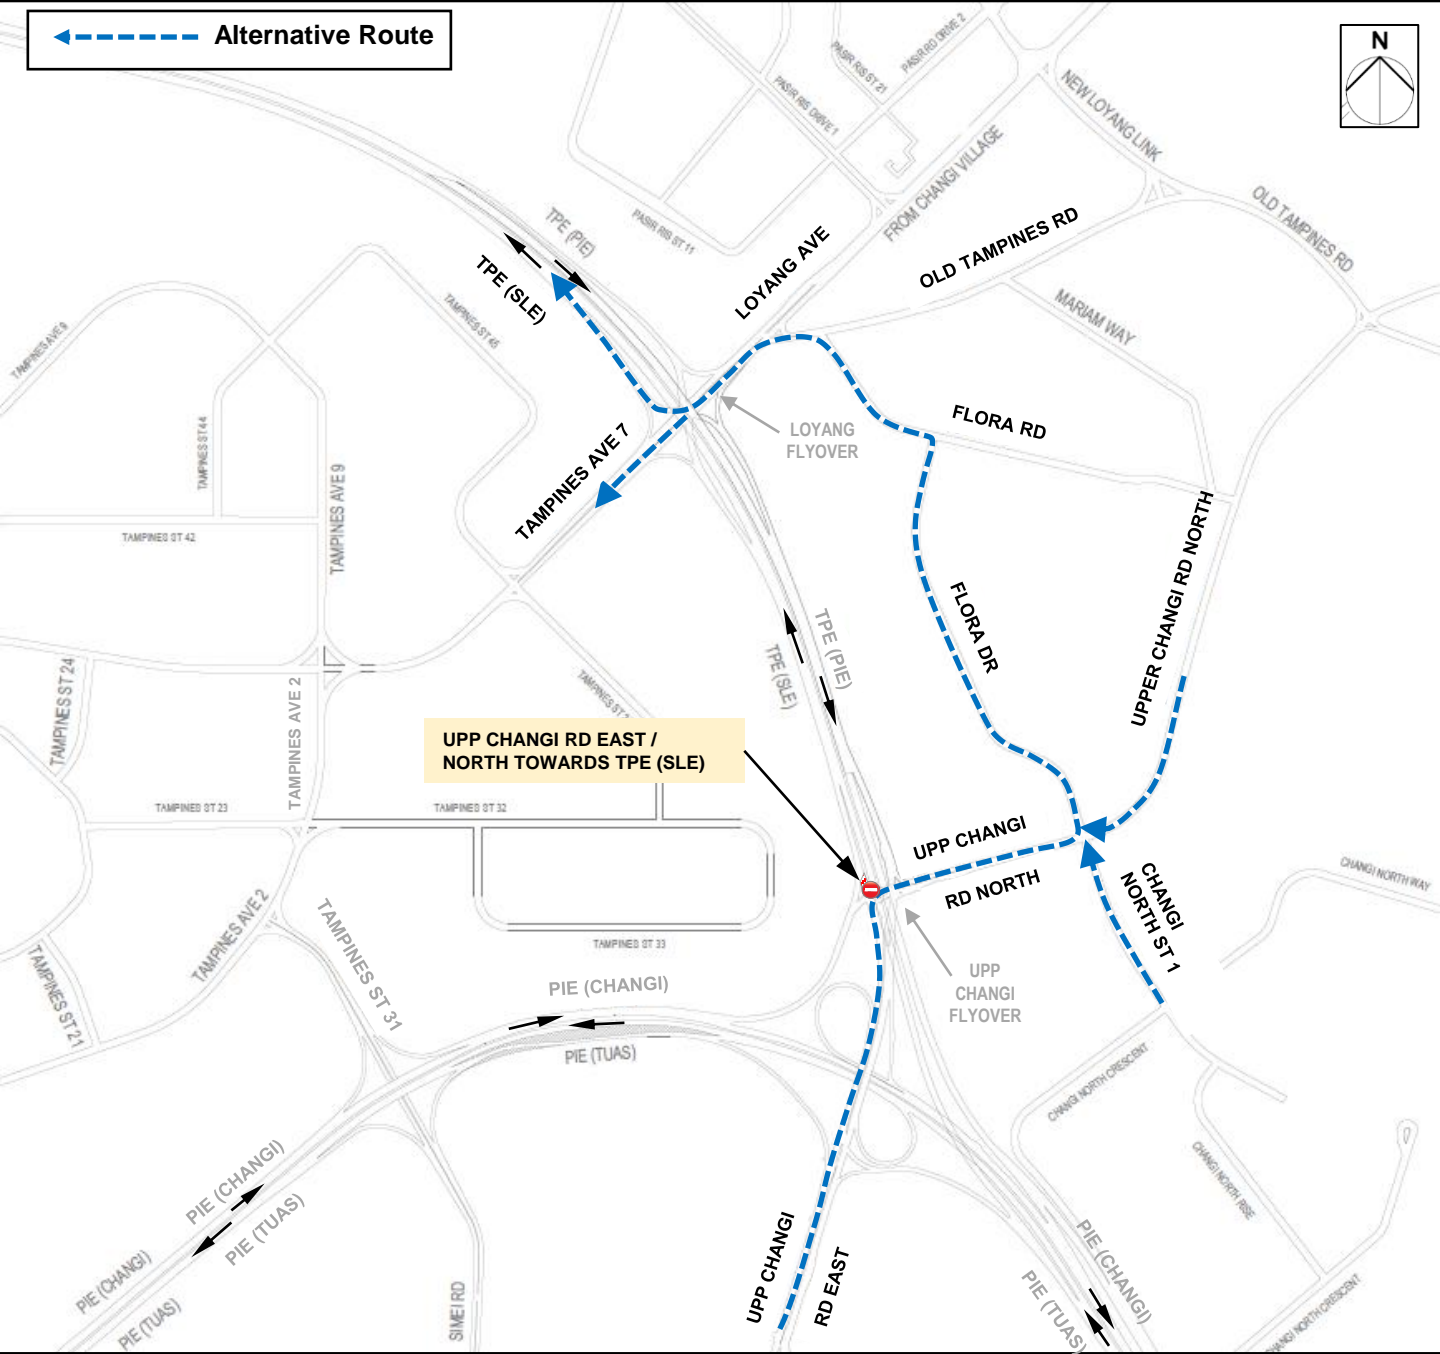 Alternative Route
N
PASIR RIS DRIVE 2
PASIR RIS ST 21
PASIR RIS DRIVE 1
NEW LOYANG LINK
FROM CHANGI VILLAGE
OLD TAMPINES RD
OLD TAMPINES RD
PASIR RIS ST 11
TPE (PIE)
TPE (SLE)
LOYANG AVE
MARIAM WAY
TAMPINES ST 45
TAMPINES AVE 9
TAMPINES ST 44
FLORA RD
LOYANG
FLYOVER
TAMPINES AVE 7
TAMPINES AVE 9
TAMPINES ST 42
UPPER CHANGI RD NORTH
FLORA DR
TPE (PIE)
TPE (SLE)
TAMPINES ST 24
TAMPINES AVE 2
TAMPINES ST
UPP CHANGI RD EAST /
NORTH TOWARDS TPE (SLE)
TAMPINES ST 23
TAMPINES ST 32
UPP CHANGI
RD NORTH
CHANGI
NORTH ST 1
CHANGI NORTH WAY
TAMPINES AVE 2
TAMPINES ST 31
TAMPINES ST 33
TAMPINES ST 21
UPP
CHANGI
FLYOVER
PIE (CHANGI)
PIE (TUAS)
CHANGI NORTH CRESCENT
CHANGI NORTH RISE
PIE (CHANGI)
PIE (TUAS)
UPP CHANGI
RD EAST
PIE (CHANGI)
PIE (TUAS)
PIE (CHANGI)
PIE (TUAS)
SIMEI RD
HANGI NORTH CRESCENT